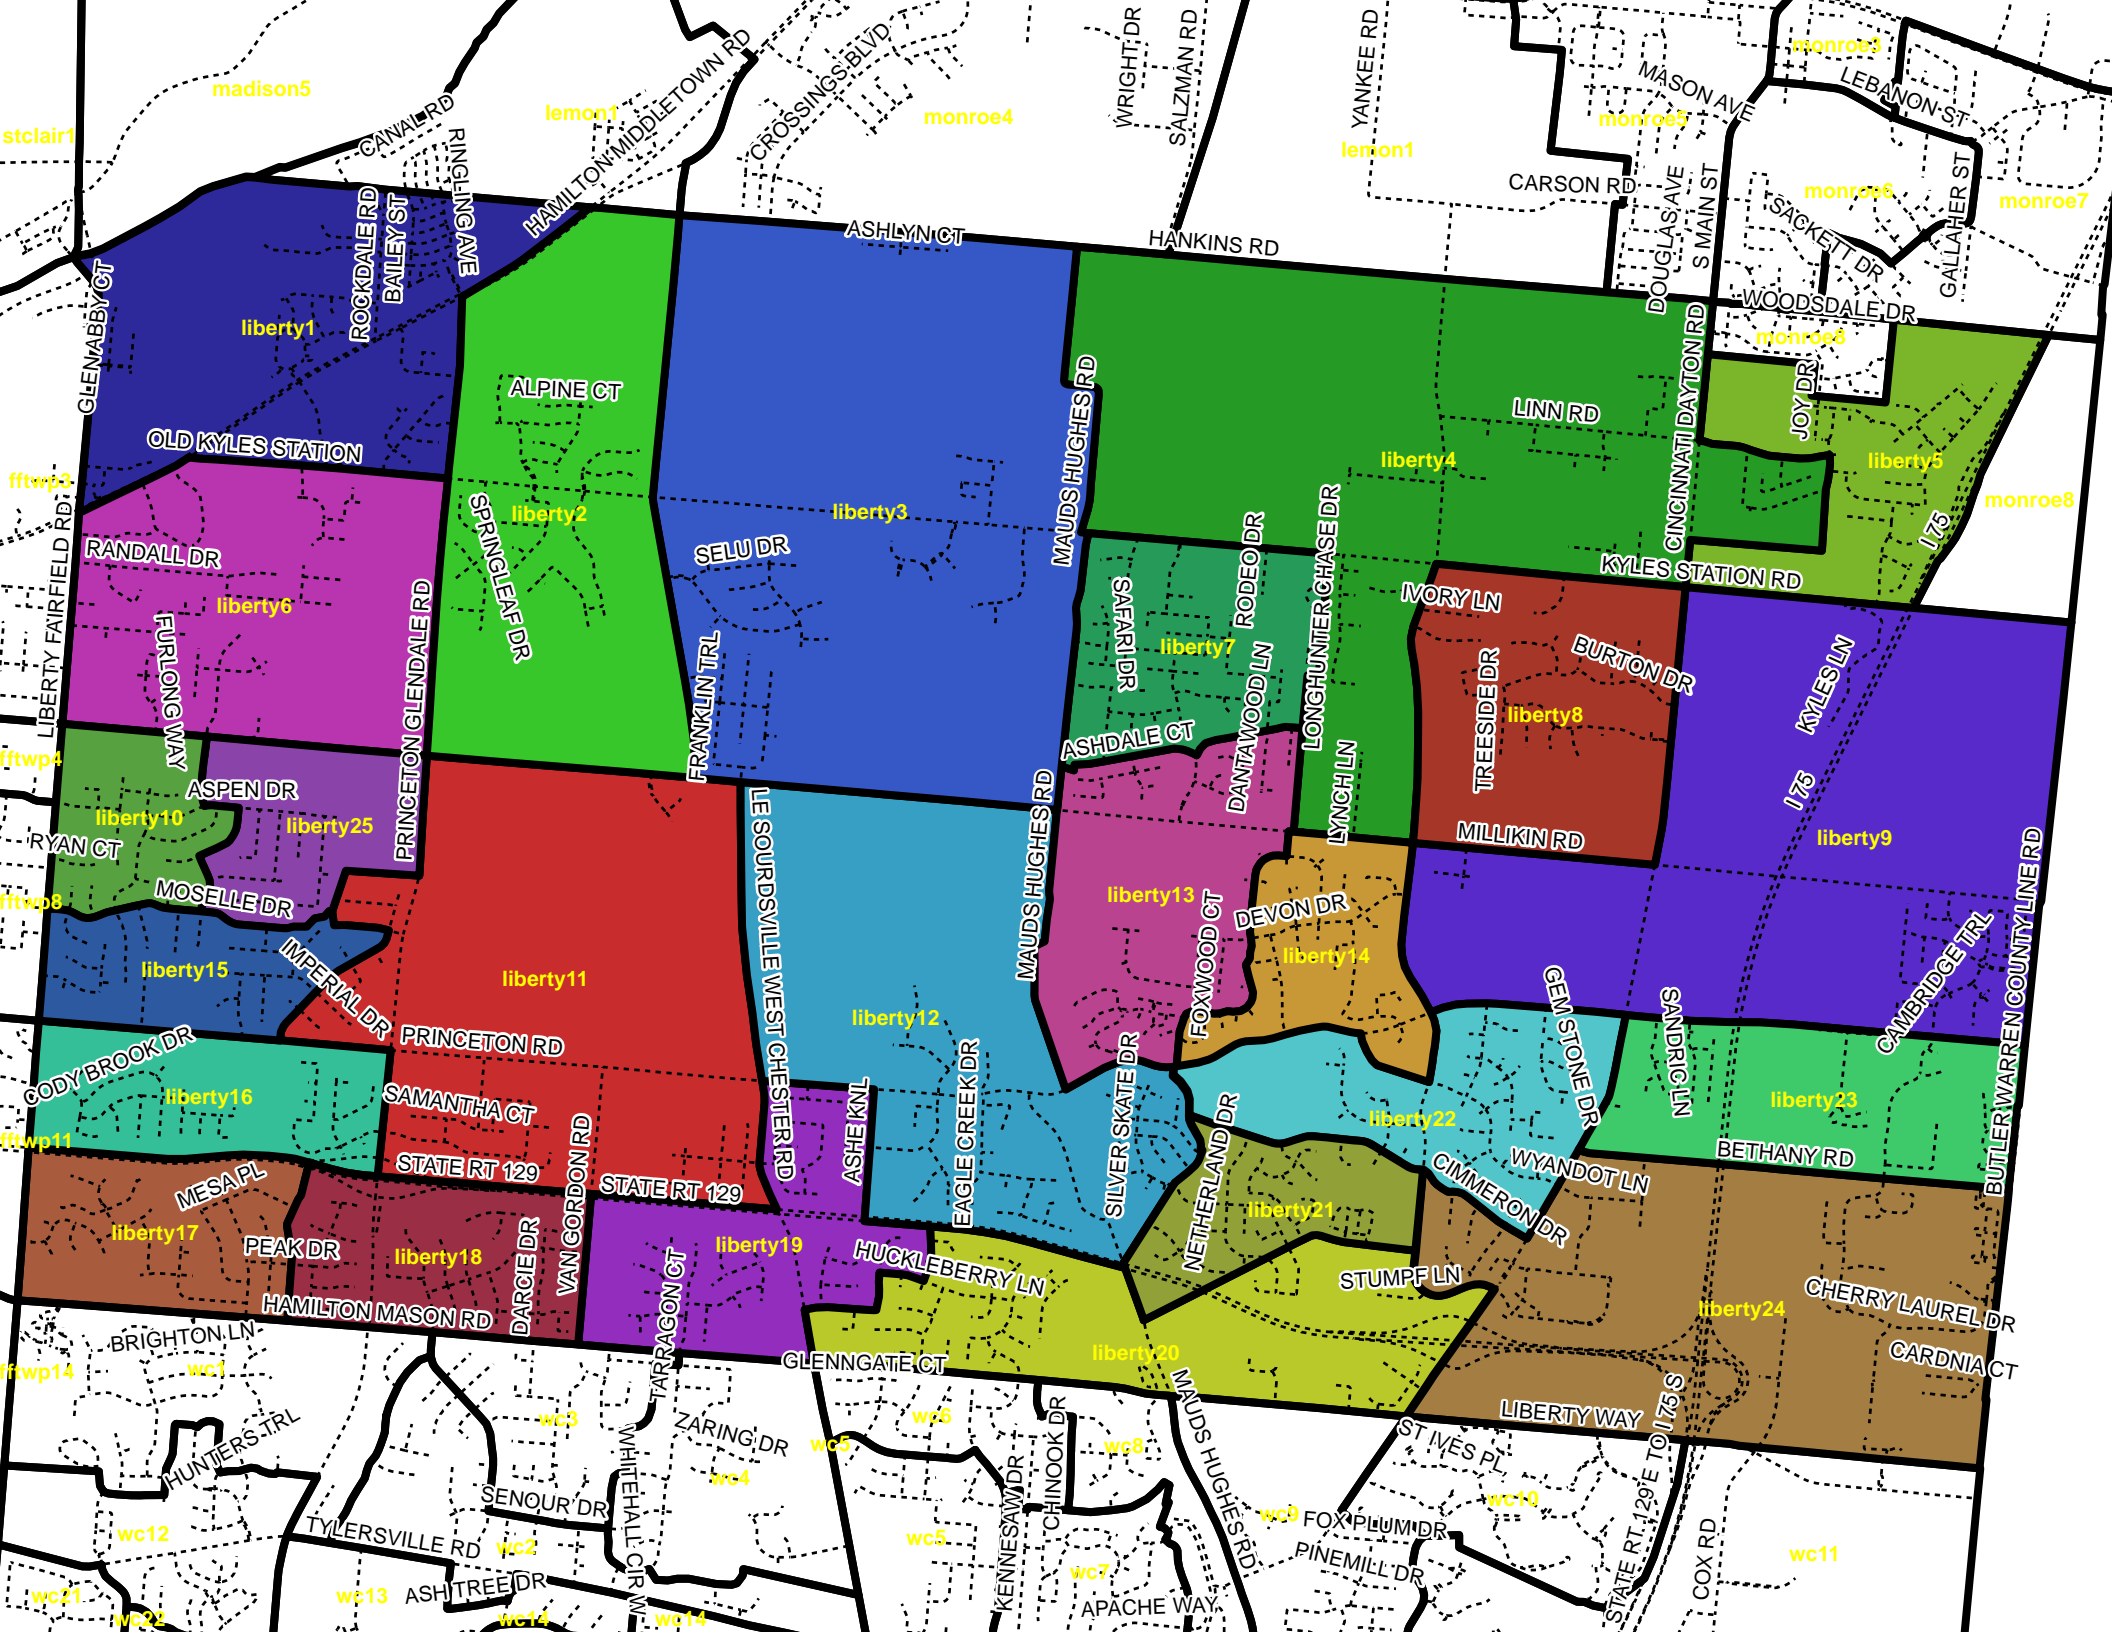 monroe3
HAMILTON MIDDLETOWN RD
CROSSINGS BLVD
WRIGHT DR
SALZMAN RD
YANKEE RD
MASON AVE
LEBANON ST
madison5
lemon1
monroe4
monroe5
CANAL RD
stclair1
lemon1
RINGLING AVE
CARSON RD
DOUGLAS AVE
S MAIN ST
monroe6
monroe7
GALLAHER ST
SACKETT DR
ROCKDALE RD
BAILEY ST
ASHLYN CT
HANKINS RD
GLEN ABBY CT
WOODSDALE DR
liberty1
monroe8
CINCINNATI DAYTON RD
JOY DR
ALPINE CT
MAUDS HUGHES RD
LINN RD
OLD KYLES STATION
liberty4
liberty5
fftwp3
liberty2
liberty3
monroe8
SPRINGLEAF DR
LIBERTY FAIRFIELD RD
RANDALL DR
SELU DR
RODEO DR
LONGHUNTER CHASE DR
I 75
KYLES STATION RD
liberty6
SAFARI DR
IVORY LN
PRINCETON GLENDALE RD
FURLONG WAY
liberty7
BURTON DR
KYLES LN
FRANKLIN TRL
DANTAWOOD LN
TREESIDE DR
liberty8
ASHDALE CT
fftwp4
ASPEN DR
LYNCH LN
I 75
liberty10
liberty25
LE SOURDSVILLE WEST CHESTER RD
MAUDS HUGHES RD
MILLIKIN RD
liberty9
RYAN CT
BUTLER WARREN COUNTY LINE RD
MOSELLE DR
fftwp8
liberty13
FOXWOOD CT
DEVON DR
liberty14
CAMBRIDGE TRL
liberty15
IMPERIAL DR
liberty11
GEM STONE DR
SANDRIC LN
liberty12
PRINCETON RD
CODY BROOK DR
EAGLE CREEK DR
SILVER SKATE DR
liberty16
SAMANTHA CT
ASHE KNL
NETHERLAND DR
liberty22
liberty23
fftwp11
VAN GORDON RD
BETHANY RD
STATE RT 129
STATE RT 129
CIMMERON DR
WYANDOT LN
MESA PL
liberty17
PEAK DR
liberty18
DARCIE DR
liberty19
liberty21
HUCKLEBERRY LN
STUMPF LN
TARRAGON CT
liberty24
CHERRY LAUREL DR
HAMILTON MASON RD
BRIGHTON LN
liberty20
GLENNGATE CT
CARDNIA CT
fftwp14
wc1
MAUDS HUGHES RD
LIBERTY WAY
STATE RT 129 E TO I 75 S
wc3
ZARING DR
wc6
CHINOOK DR
wc8
ST IVES PL
HUNTERS TRL
WHITEHALL CIR W
wc5
wc4
KENNESAW DR
SENOUR DR
wc9
wc10
FOX PLUM DR
wc12
TYLERSVILLE RD
wc2
wc5
PINEMILL DR
COX RD
wc11
wc7
wc21
wc13
ASH TREE DR
APACHE WAY
wc22
wc14
wc14